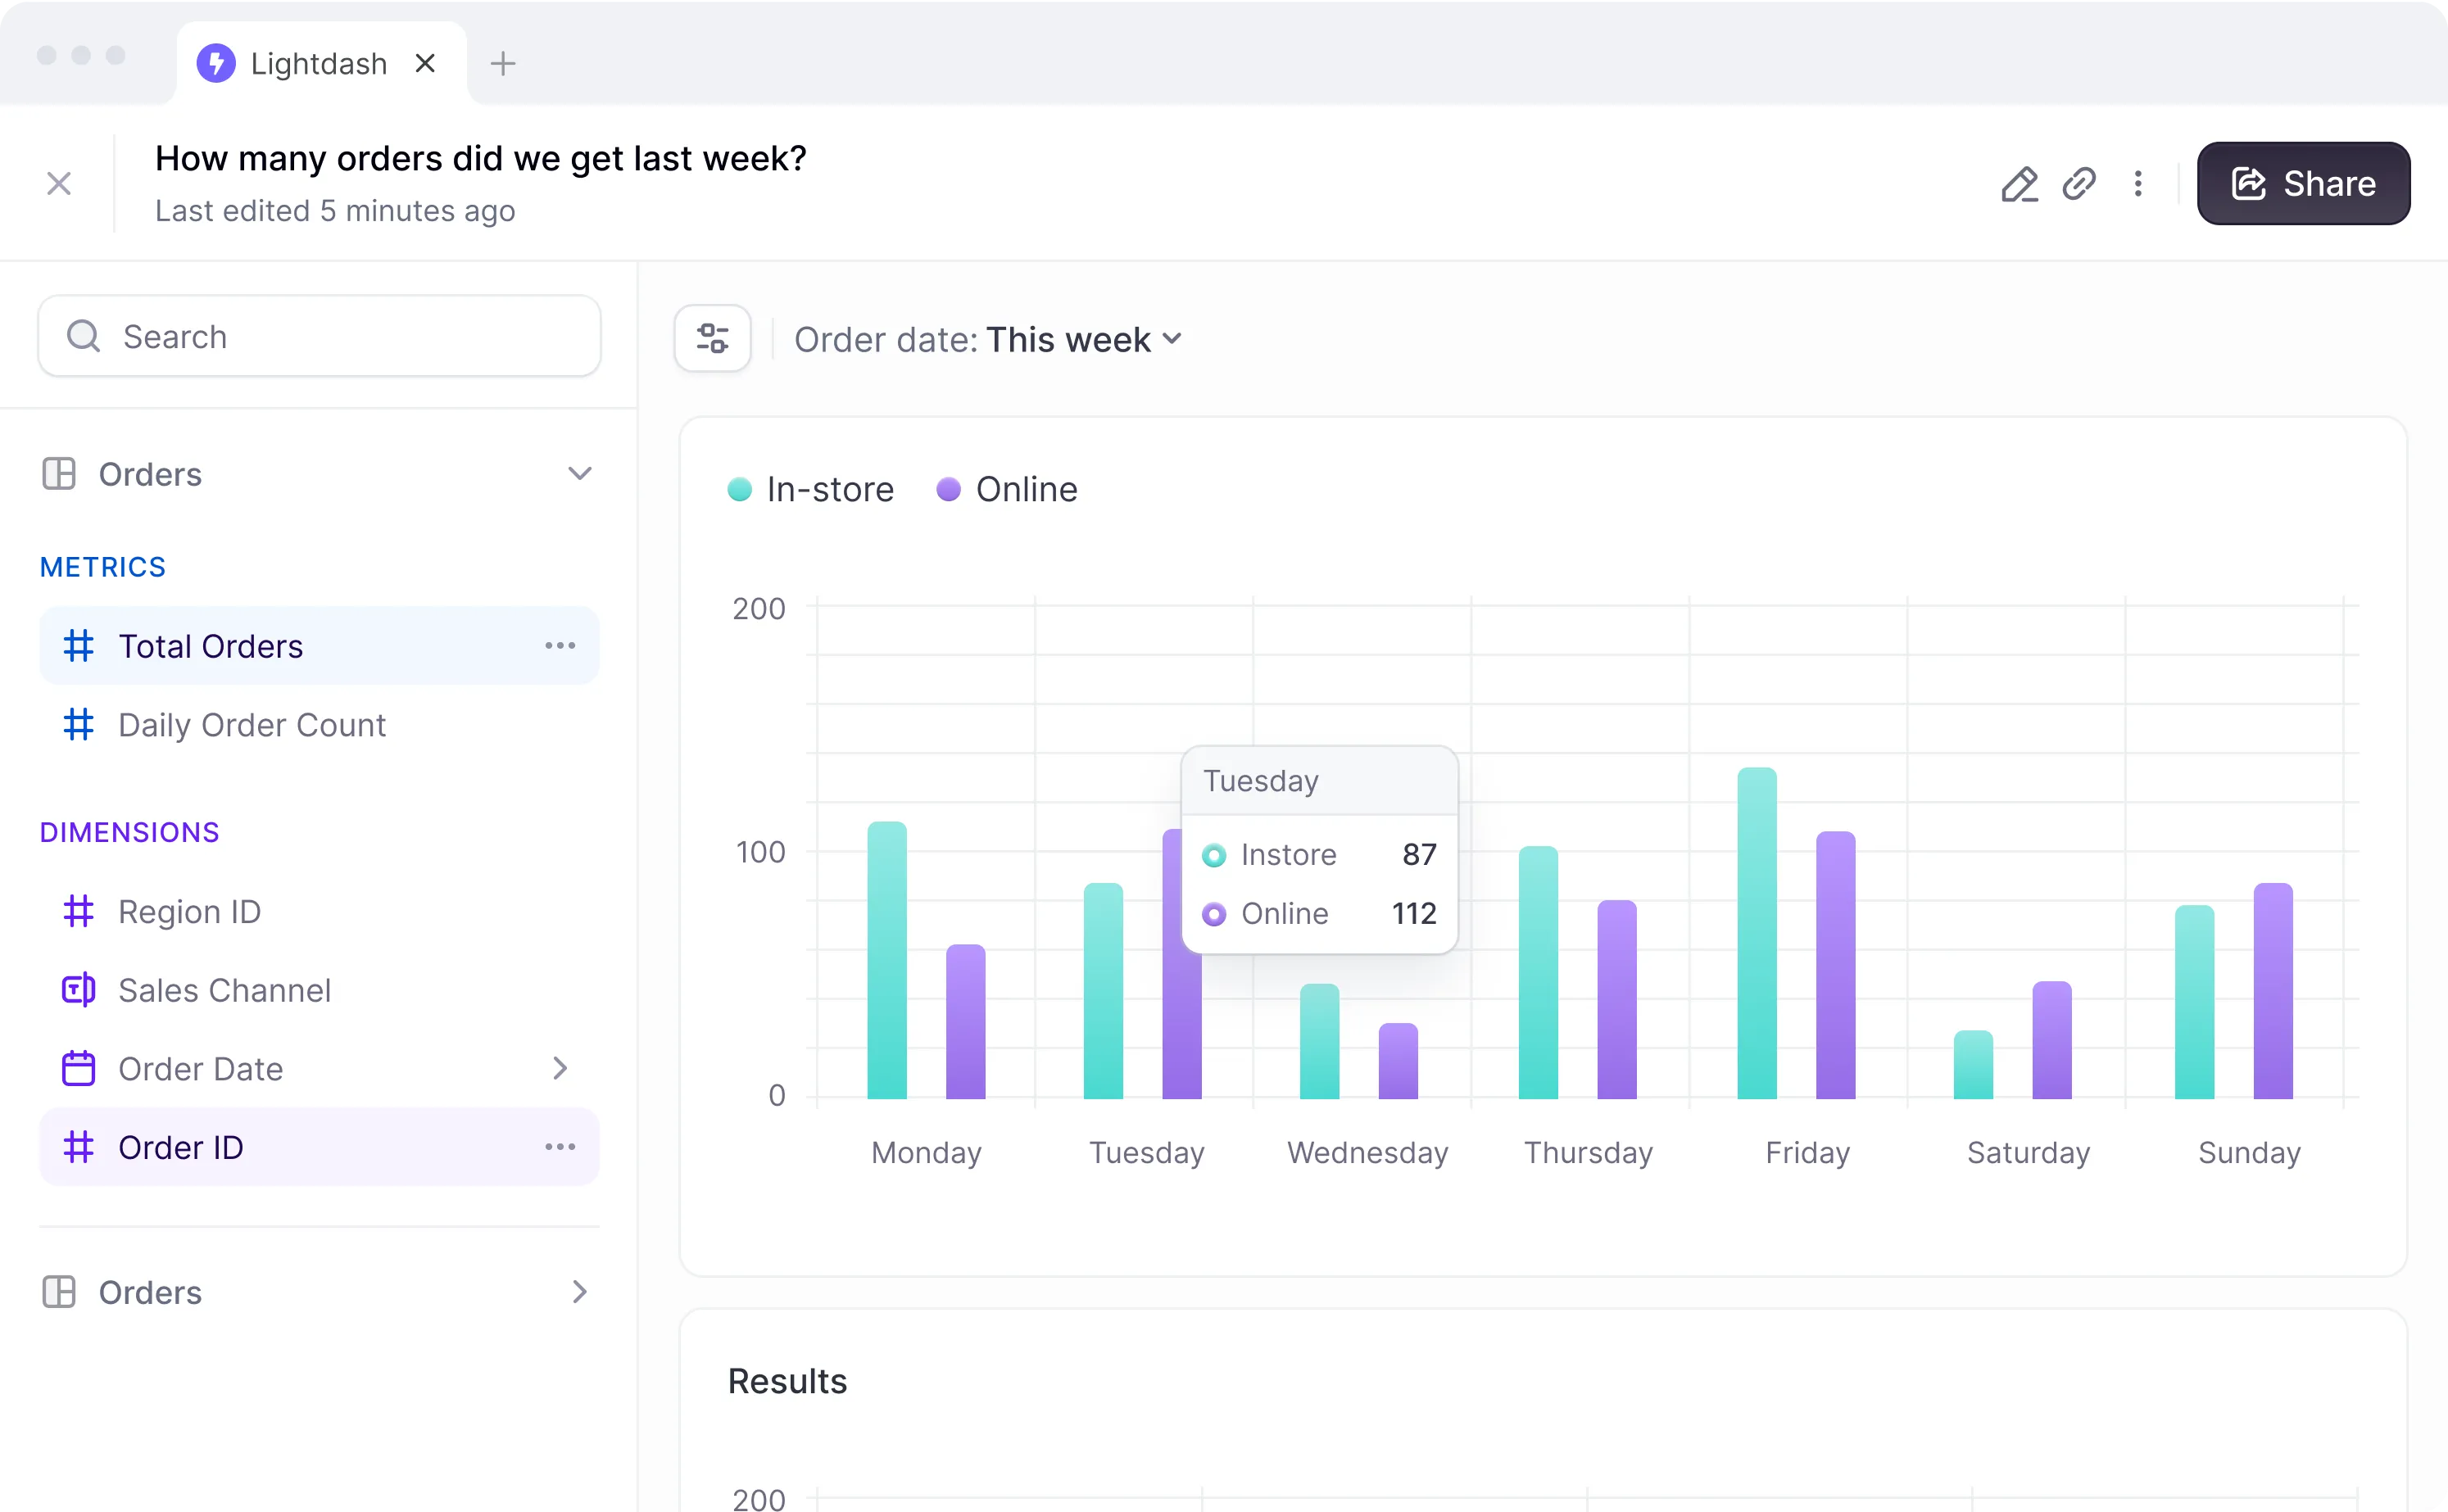 Lightdash
How many orders did we get last week?
Last edited 5 minutes ago
Share
Search
Orders
METRICS
Total Orders
Daily Order Count
DIMENSIONS
Region ID
Sales Channel
Order Date
Order ID
Orders
Order date: This week
In-store Online
200
100
0
Tuesday
Instore 87
Online 112
Monday Tuesday Wednesday Thursday Friday Saturday Sunday
Results
200